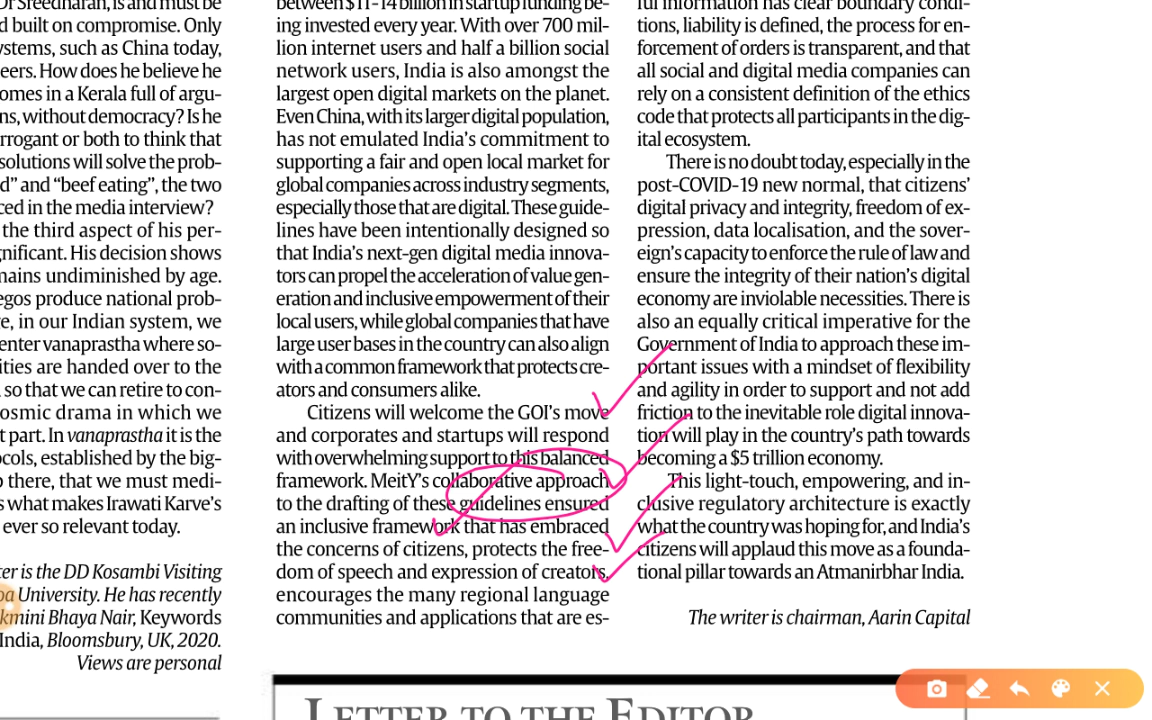 Dr Sreedharan, is and must be
d built on compromise. Only
ystems, such as China today,
eers. How does he believe he
omes in a Kerala full of argu-
ns, without democracy? Is he
rrogant or both to think that
solutions will solve the prob-
d” and “beef eating”, the two
ced in the media interview?
the third aspect of his per-
gnificant. His decision shows
mains undiminished by age.
egos produce national prob-
e, in our Indian system, we
enter vanaprastha where so-
ities are handed over to the
so that we can retire to con-
osmic drama in which we
t part. In vanaprastha it is the
ocols, established by the big-
there, that we must medi-
s what makes Irawati Karve’s
ever so relevant today.
ter is the DD Kosambi Visiting
oa University. He has recently
kmini Bhaya Nair, Keywords
India, Bloomsbury, UK, 2020.
Views are personal
between $11-14 billion in startup funding be-
ing invested every year. With over 700 mil-
lion internet users and half a billion social
network users, India is also amongst the
largest open digital markets on the planet.
Even China, with its larger digital population,
has not emulated India’s commitment to
supporting a fair and open local market for
global companies across industry segments,
especially those that are digital. These guide-
lines have been intentionally designed so
that India’s next-gen digital media innova-
tors can propel the acceleration of value gen-
eration and inclusive empowerment of their
local users, while global companies that have
large user bases in the country can also align
with a common framework that protects cre-
ators and consumers alike.
Citizens will welcome the GOI’s move
and corporates and startups will respond
with overwhelming support to this balanced
framework. MeitY’s collaborative approach
to the drafting of these guidelines ensured
an inclusive framework that has embraced
the concerns of citizens, protects the free-
dom of speech and expression of creators,
encourages the many regional language
communities and applications that are es-
ful information has clear boundary condi-
tions, liability is defined, the process for en-
forcement of orders is transparent, and that
all social and digital media companies can
rely on a consistent definition of the ethics
code that protects all participants in the dig-
ital ecosystem.
There is no doubt today, especially in the
post-COVID-19 new normal, that citizens’
digital privacy and integrity, freedom of ex-
pression, data localisation, and the sover-
eign’s capacity to enforce the rule of law and
ensure the integrity of their nation’s digital
economy are inviolable necessities. There is
also an equally critical imperative for the
Government of India to approach these im-
portant issues with a mindset of flexibility
and agility in order to support and not add
friction to the inevitable role digital innova-
tion will play in the country’s path towards
becoming a $5 trillion economy.
This light-touch, empowering, and in-
clusive regulatory architecture is exactly
what the country was hoping for, and India’s
citizens will applaud this move as a founda-
tional pillar towards an Atmanirbhar India.
The writer is chairman, Aarin Capital
LETTER TO THE EDITOR